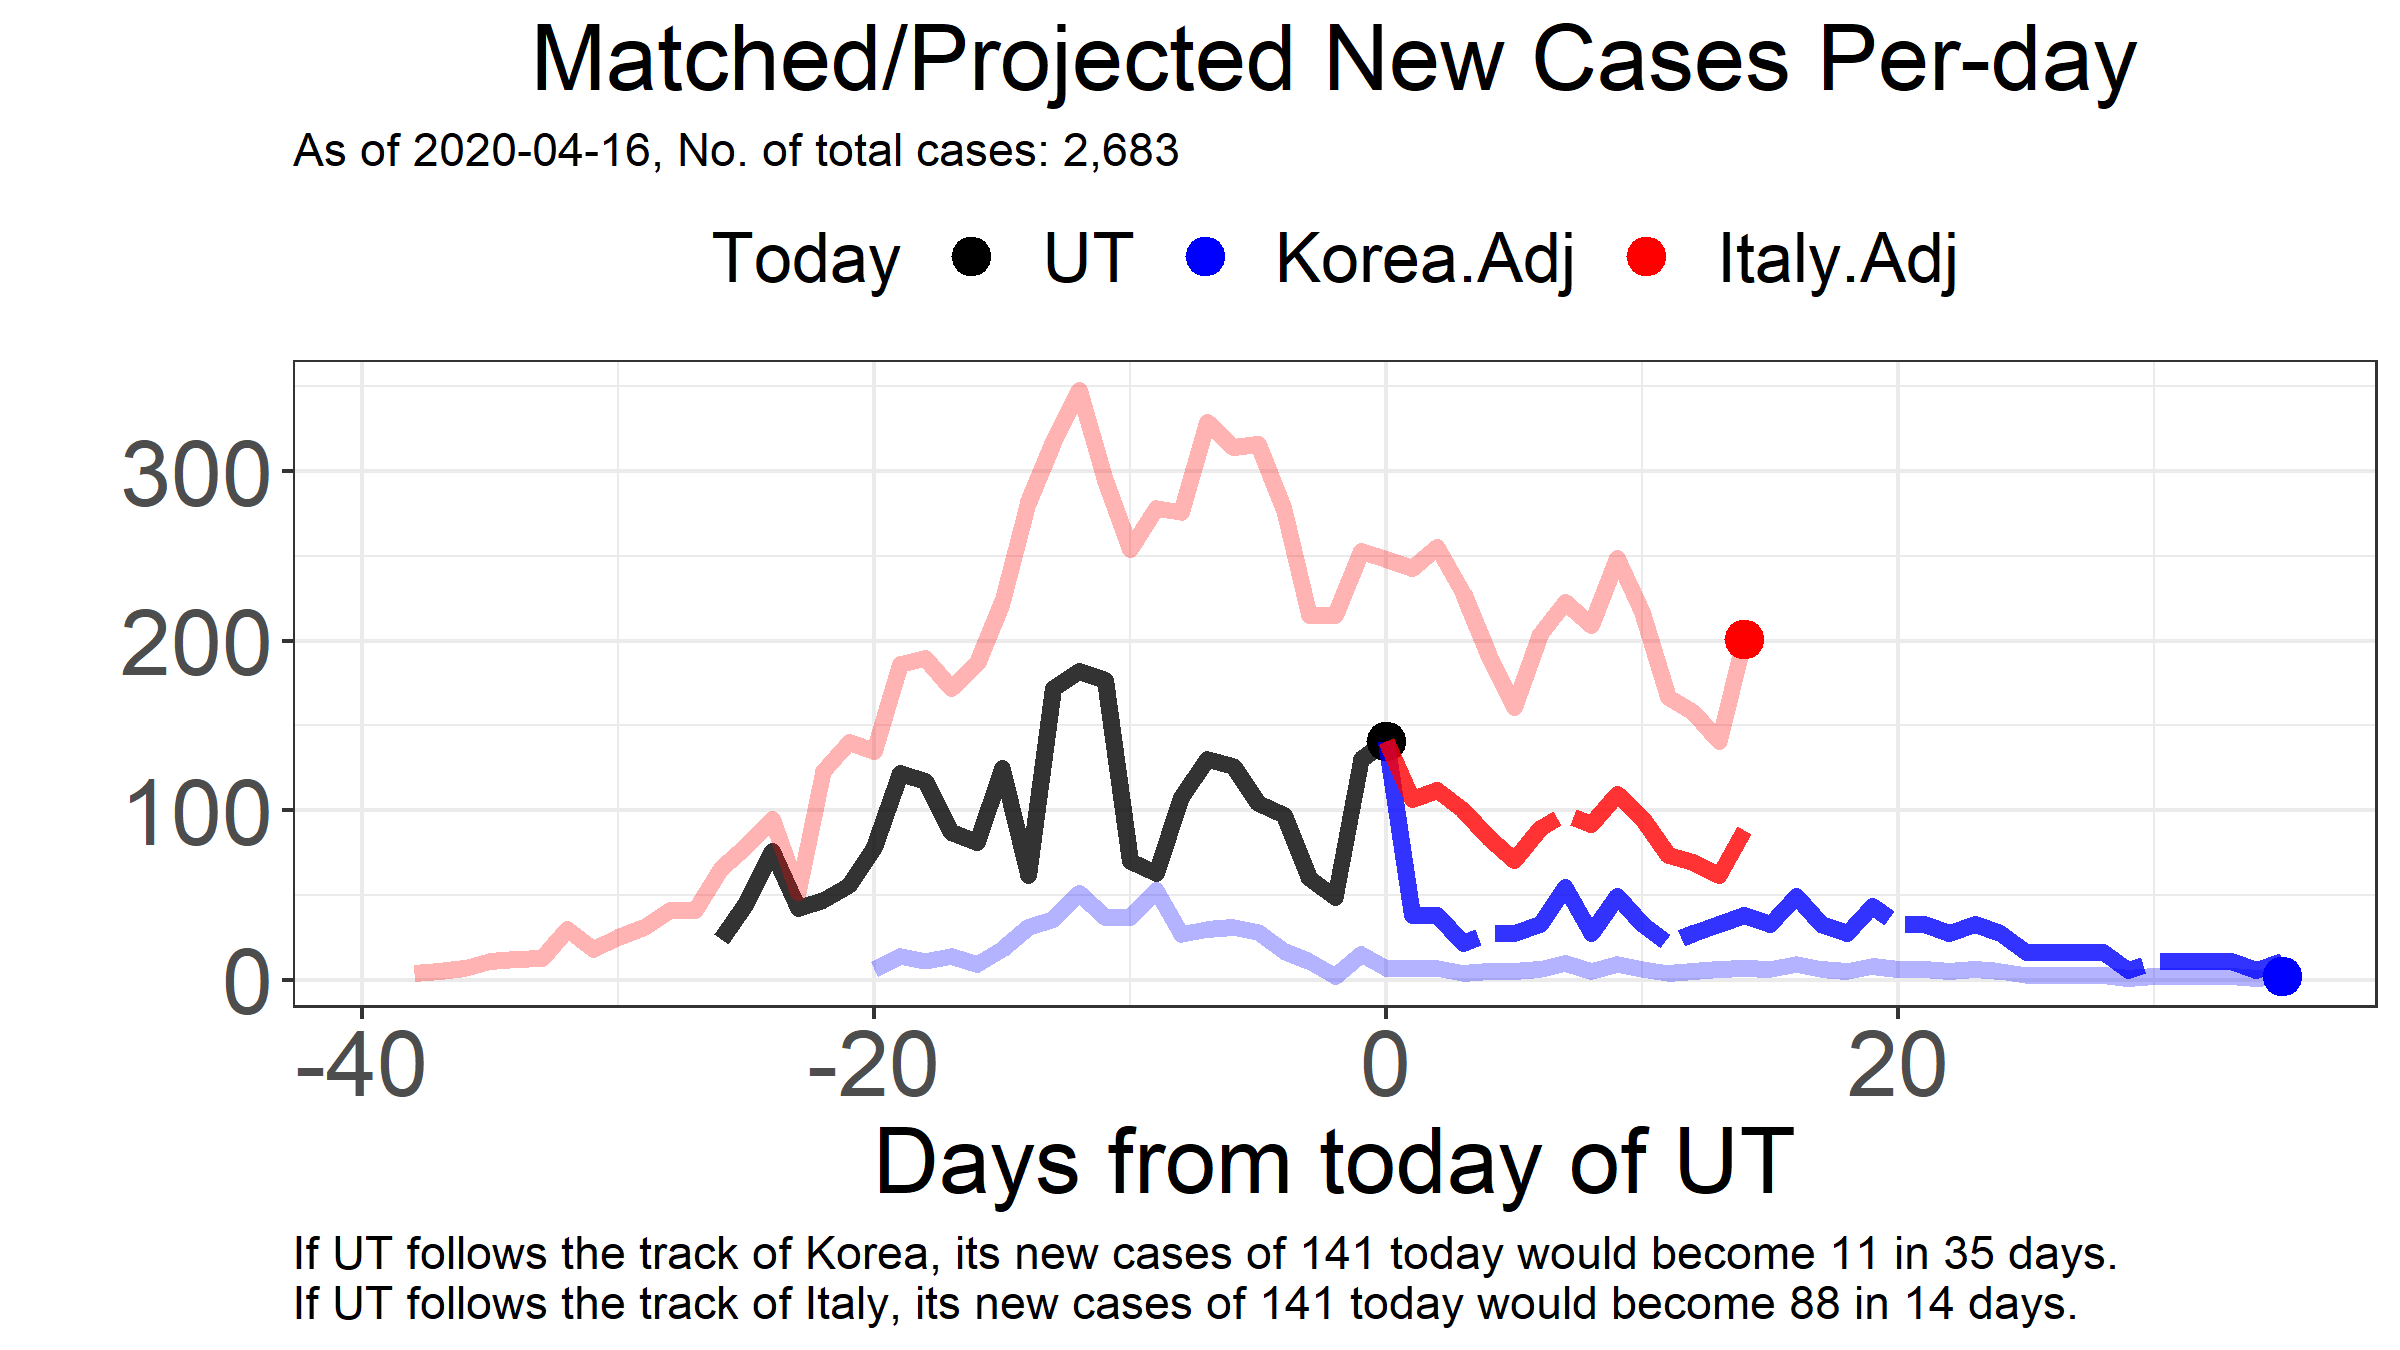 Matched/Projected New Cases Per-day
As of 2020-04-16, No. of total cases: 2,683
Today UT Korea.Adj Italy.Adj
300
200
100
0
-40 -20 0 20
Days from today of UT
If UT follows the track of Korea, its new cases of 141 today would become 11 in 35 days.
If UT follows the track of Italy, its new cases of 141 today would become 88 in 14 days.